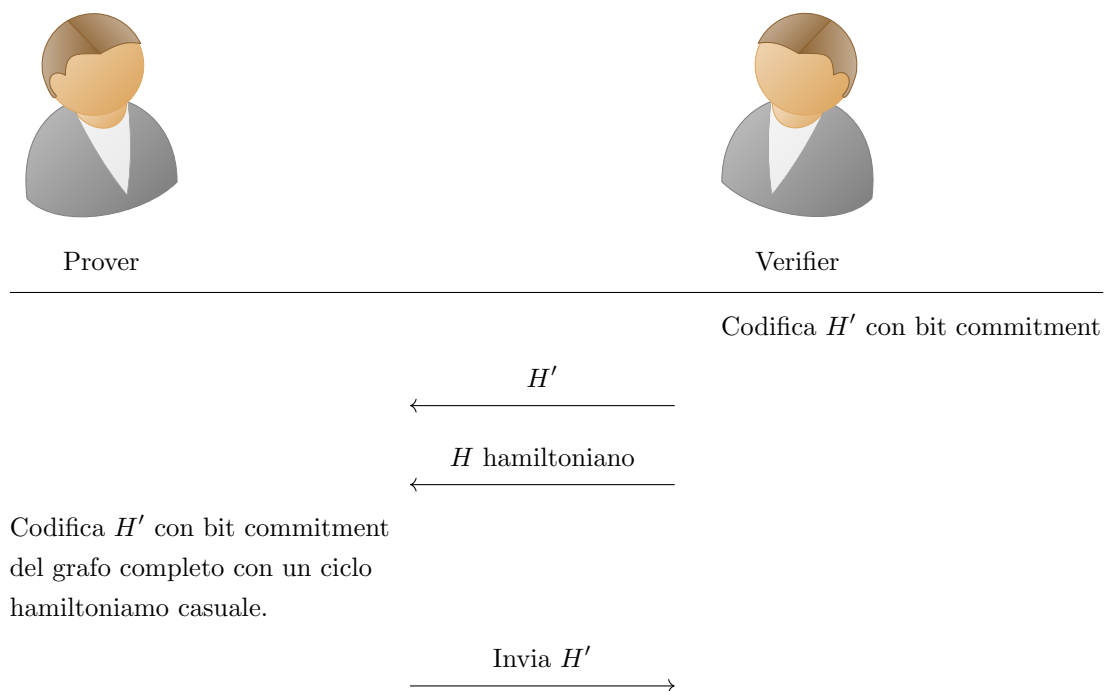 Prover
Verifier
Codifica H′ con bit commitment
H′
H hamiltoniano
Codifica H′ con bit commitment
del grafo completo con un ciclo
hamiltoniamo casuale.
Invia H′